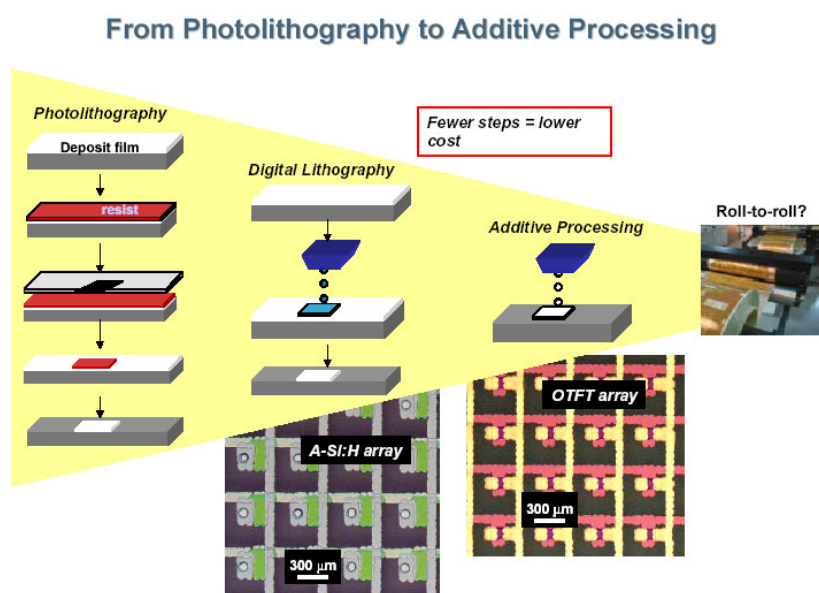 From Photolithography to Additive Processing
Photolithography
Deposit film
resist
Fewer steps = lower
cost
Digital Lithography
Additive Processing
Roll-to-roll?
A-SI:H array
300 μm
OTFT array
300 μm